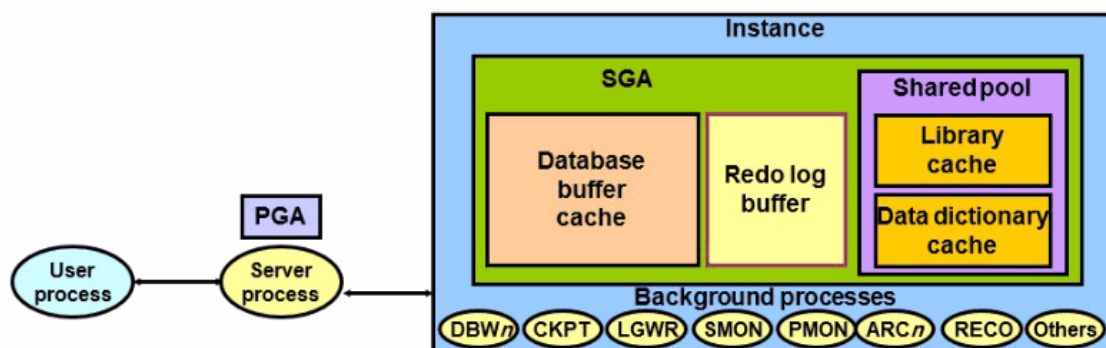 Instance
SGA
Shared pool
Library
cache
Database
buffer
cache
Redo log
buffer
Data dictionary
cache
PGA
User
process
Server
process
Background processes
DBWn
CKPT
LGWR
SMON
PMON
ARCn
RECO
Others